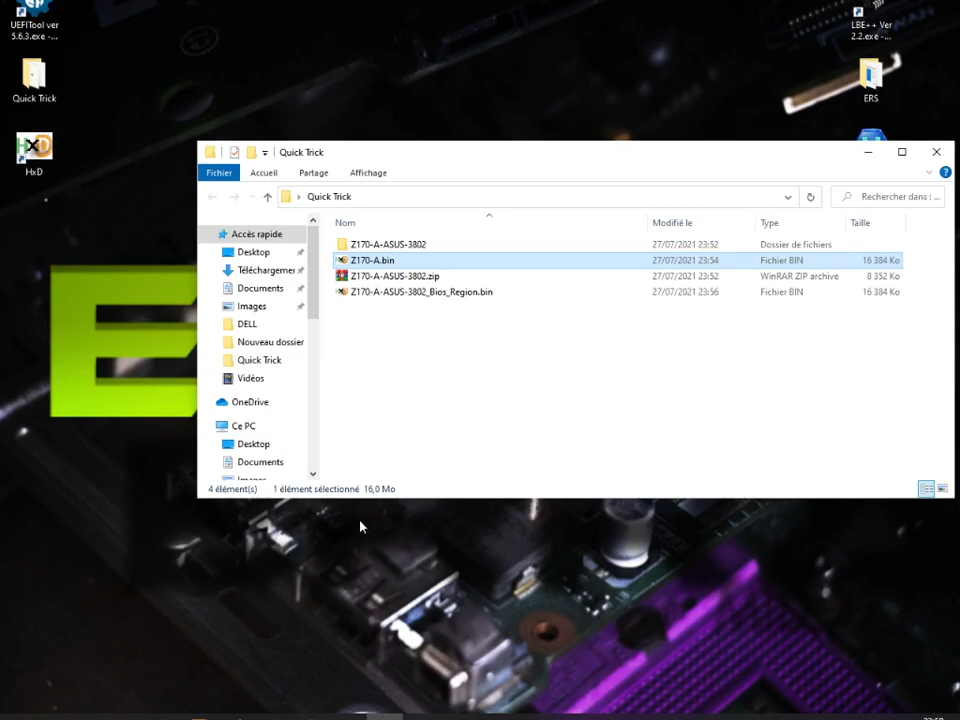 UEFITool ver
5.6.3.exe -...
LBE++ Ver
2.2.exe -...
Quick Trick
ERS
HxD
Quick Trick
Fichier
Accueil
Partage
Affichage
Quick Trick
Rechercher dans : ...
Nom
Modifié le
Type
Taille
Accès rapide
Desktop
Téléchargemer
Documents
Images
DELL
Nouveau dossier
Quick Trick
Vidéos
OneDrive
Ce PC
Desktop
Documents
Z170-A-ASUS-3802 27/07/2021 23:52 Dossier de fichiers
Z170-A.bin 27/07/2021 23:54 Fichier BIN 16 384 Ko
Z170-A-ASUS-3802.zip 27/07/2021 23:52 WinRAR ZIP archive 8 352 Ko
Z170-A-ASUS-3802_Bios_Region.bin 27/07/2021 23:56 Fichier BIN 16 384 Ko
4 élément(s) 1 élément sélectionné 16,0 Mo